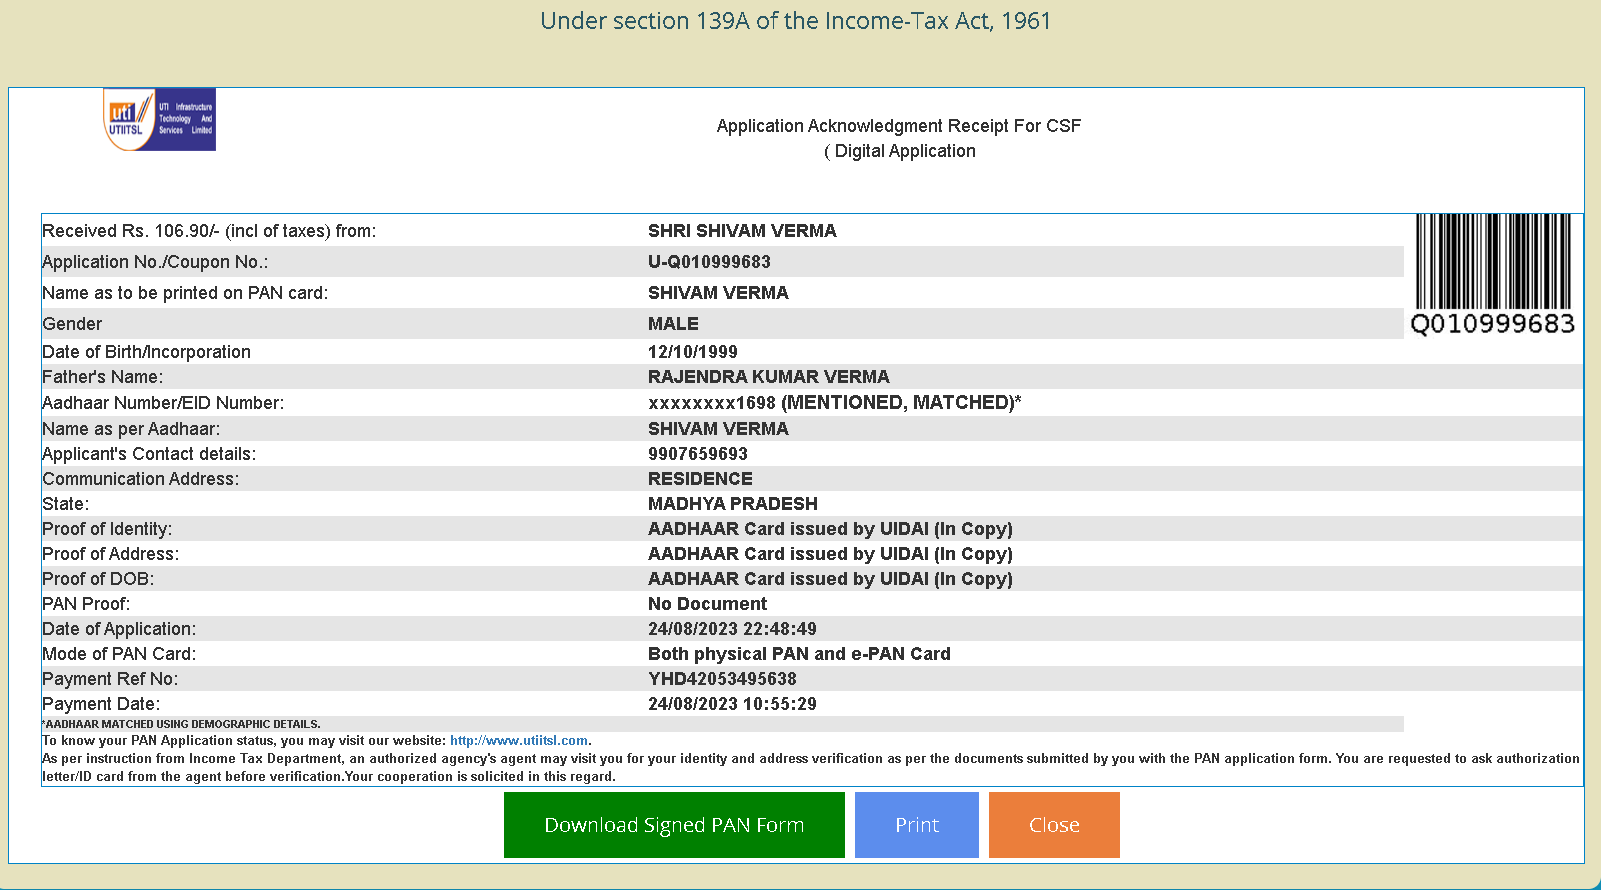 Under section 139A of the Income-Tax Act, 1961
uti
UTIITSL
UTI Infrastructure
Technology And
Services Limited
Application Acknowledgment Receipt For CSF
( Digital Application
Received Rs. 106.90/- (incl of taxes) from: SHRI SHIVAM VERMA
Application No./Coupon No.: U-Q010999683
Name as to be printed on PAN card: SHIVAM VERMA
Gender MALE
Q010999683
Date of Birth/Incorporation 12/10/1999
Father's Name: RAJENDRA KUMAR VERMA
Aadhaar Number/EID Number: xxxxxxxx1698 (MENTIONED, MATCHED)*
Name as per Aadhaar: SHIVAM VERMA
Applicant's Contact details: 9907659693
Communication Address: RESIDENCE
State: MADHYA PRADESH
Proof of Identity: AADHAAR Card issued by UIDAI (In Copy)
Proof of Address: AADHAAR Card issued by UIDAI (In Copy)
Proof of DOB: AADHAAR Card issued by UIDAI (In Copy)
PAN Proof: No Document
Date of Application: 24/08/2023 22:48:49
Mode of PAN Card: Both physical PAN and e-PAN Card
Payment Ref No: YHD42053495638
Payment Date: 24/08/2023 10:55:29
*AADHAAR MATCHED USING DEMOGRAPHIC DETAILS.
To know your PAN Application status, you may visit our website: http://www.utiitsl.com.
As per instruction from Income Tax Department, an authorized agency's agent may visit you for your identity and address verification as per the documents submitted by you with the PAN application form. You are requested to ask authorization
letter/ID card from the agent before verification.Your cooperation is solicited in this regard.
Download Signed PAN Form Print Close